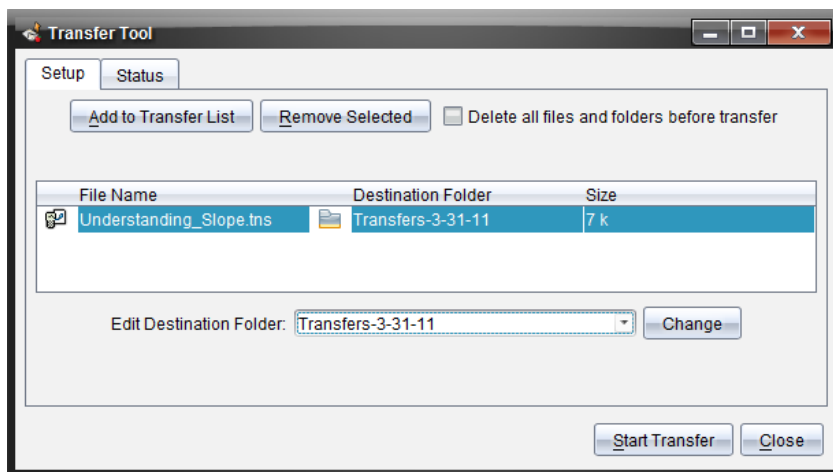 Transfer Tool
Setup Status
Add to Transfer List Remove Selected Delete all files and folders before transfer
File Name Destination Folder Size
Understanding_Slope.tns Transfers-3-31-11 7 k
Edit Destination Folder: Transfers-3-31-11 Change
Start Transfer Close